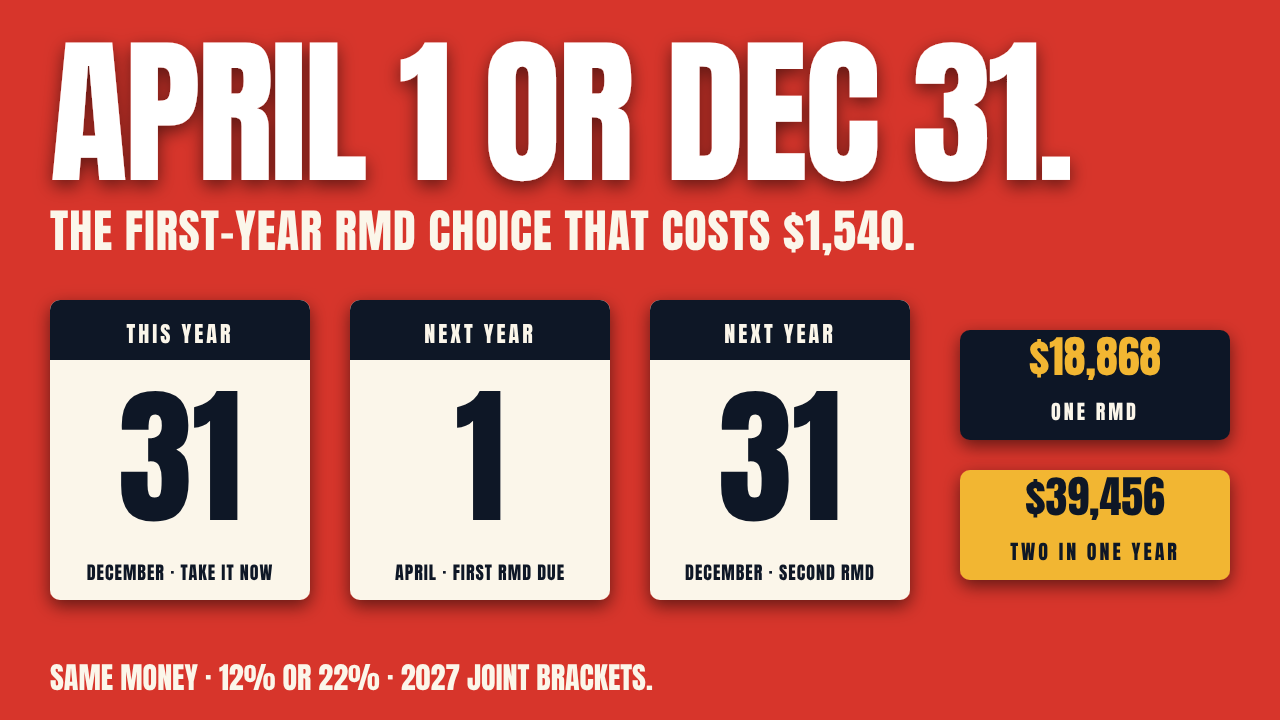 APRIL 1 OR DEC 31.
THE FIRST-YEAR RMD CHOICE THAT COSTS $1,540.
THIS YEAR
31
DECEMBER · TAKE IT NOW
NEXT YEAR
1
APRIL · FIRST RMD DUE
NEXT YEAR
31
DECEMBER · SECOND RMD
$18,868
ONE RMD
$39,456
TWO IN ONE YEAR
SAME MONEY · 12% OR 22% · 2027 JOINT BRACKETS.